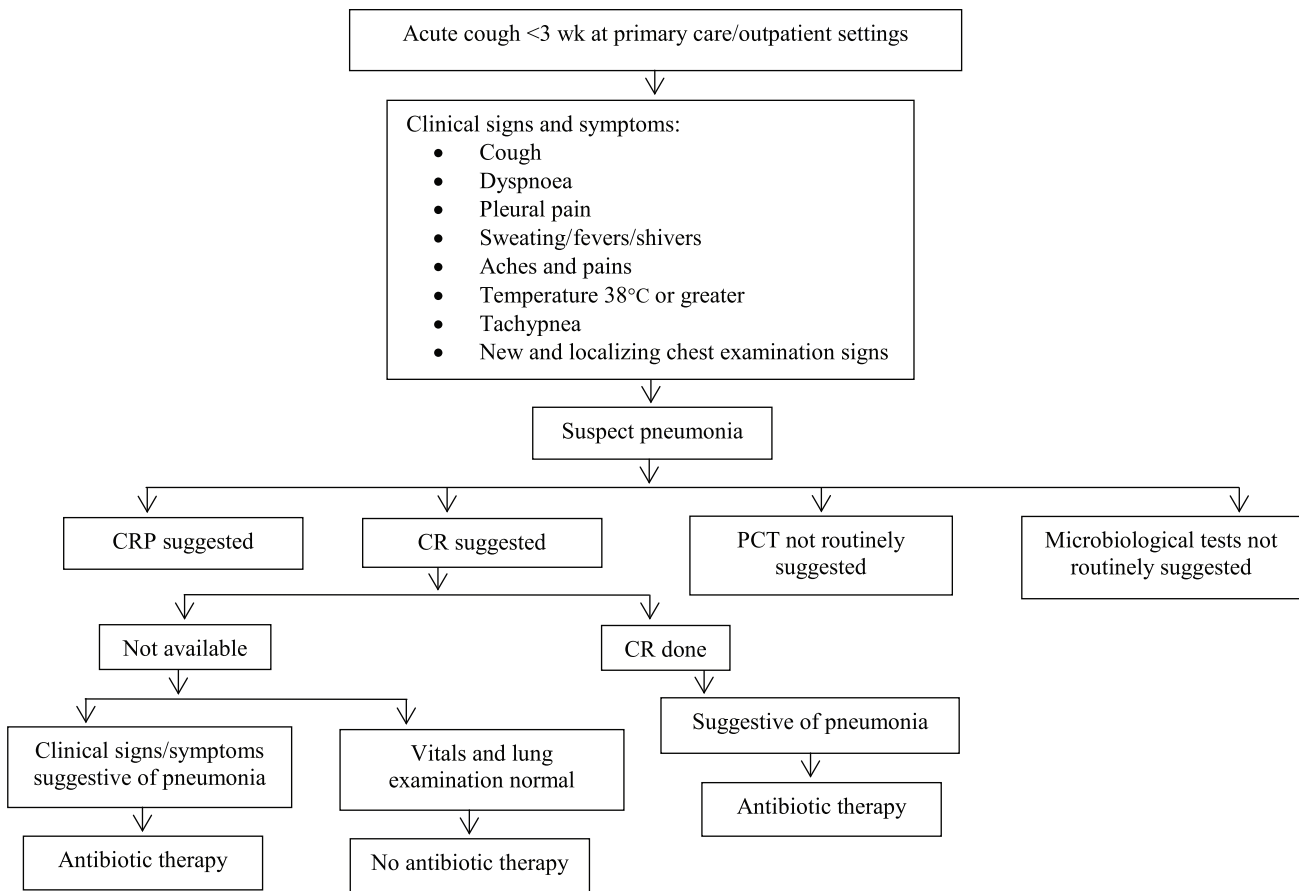 Acute cough <3 wk at primary care/outpatient settings
Clinical signs and symptoms:
• Cough
• Dyspnoea
• Pleural pain
• Sweating/fevers/shivers
• Aches and pains
• Temperature 38°C or greater
• Tachypnea
• New and localizing chest examination signs
Suspect pneumonia
CRP suggested
CR suggested
PCT not routinely
suggested
Microbiological tests not
routinely suggested
Not available
CR done
Clinical signs/symptoms
suggestive of pneumonia
Vitals and lung
examination normal
Suggestive of pneumonia
Antibiotic therapy
No antibiotic therapy
Antibiotic therapy